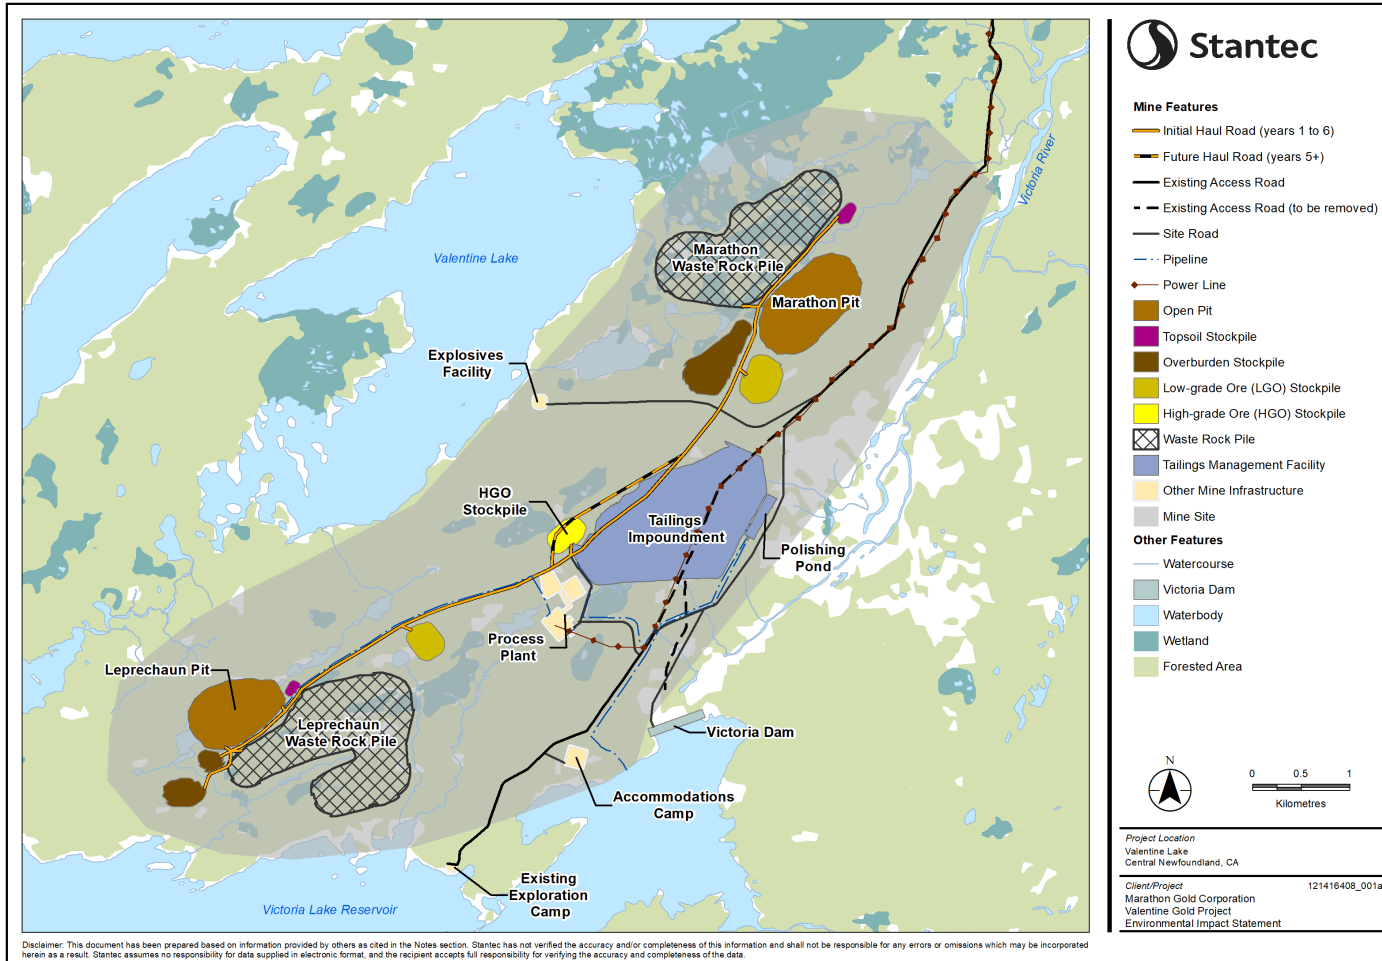 Stantec
Mine Features
Initial Haul Road (years 1 to 6)
Future Haul Road (years 5+)
Existing Access Road
Existing Access Road (to be removed)
Site Road
Pipeline
Power Line
Open Pit
Topsoil Stockpile
Overburden Stockpile
Low-grade Ore (LGO) Stockpile
High-grade Ore (HGO) Stockpile
Waste Rock Pile
Tailings Management Facility
Other Mine Infrastructure
Mine Site
Other Features
Watercourse
Victoria Dam
Waterbody
Wetland
Forested Area
N
0 0.5 1
Kilometres
Project Location
Valentine Lake
Central Newfoundland, CA
Client/Project 121416408_001a
Marathon Gold Corporation
Valentine Gold Project
Environmental Impact Statement
Victoria River
Valentine Lake
Marathon
Waste Rock Pile
Marathon Pit
Explosives
Facility
HGO
Stockpile
Tailings
Impoundment
Polishing
Pond
Process
Plant
Leprechaun Pit
Leprechaun
Waste Rock Pile
Victoria Dam
Accommodations
Camp
Existing
Exploration
Camp
Victoria Lake Reservoir
Disclaimer: This document has been prepared based on information provided by others as cited in the Notes section. Stantec has not verified the accuracy and/or completeness of this information and shall not be responsible for any errors or omissions which may be incorporated
herein as a result. Stantec assumes no responsibility for data supplied in electronic format, and the recipient accepts full responsibility for verifying the accuracy and completeness of the data.